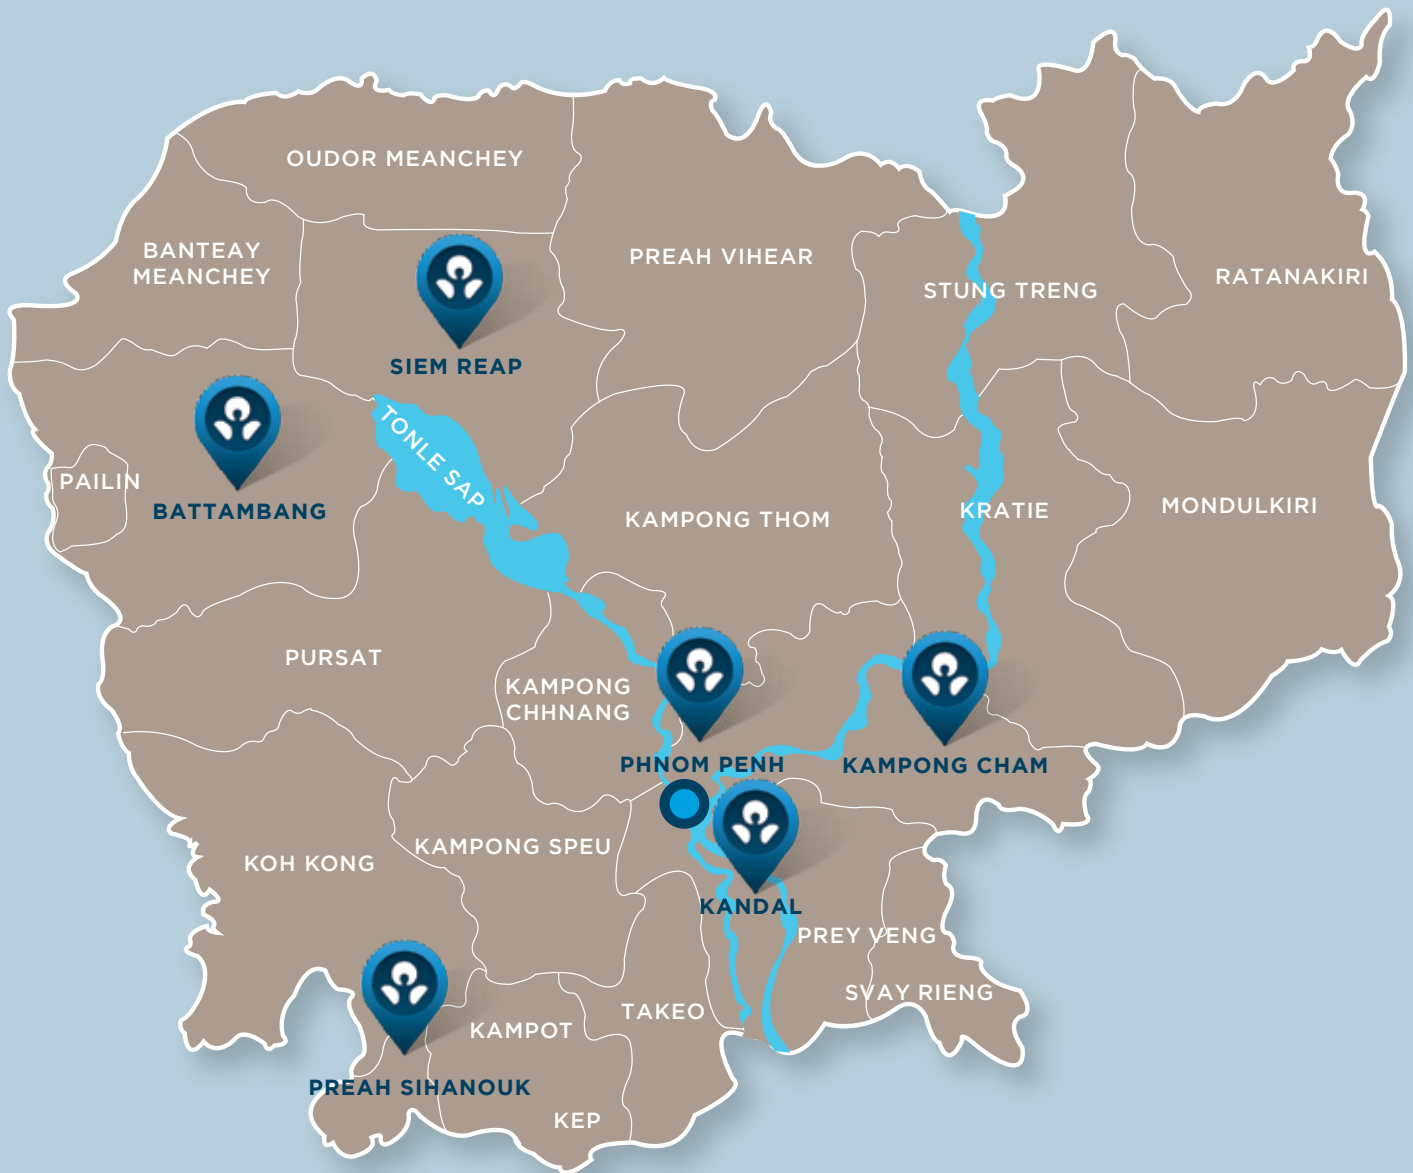 OUDOR MEANCHEY
BANTEAY
MEANCHEY
PREAH VIHEAR
RATANAKIRI
STUNG TRENG
SIEM REAP
TONLE SAP
PAILIN
BATTAMBANG
KAMPONG THOM
KRATIE
MONDULKIRI
PURSAT
KAMPONG
CHHNANG
PHNOM PENH
KAMPONG CHAM
KOH KONG
KAMPONG SPEU
KANDAL
PREY VENG
SVAY RIENG
TAKEO
KAMPOT
PREAH SIHANOUK
KEP